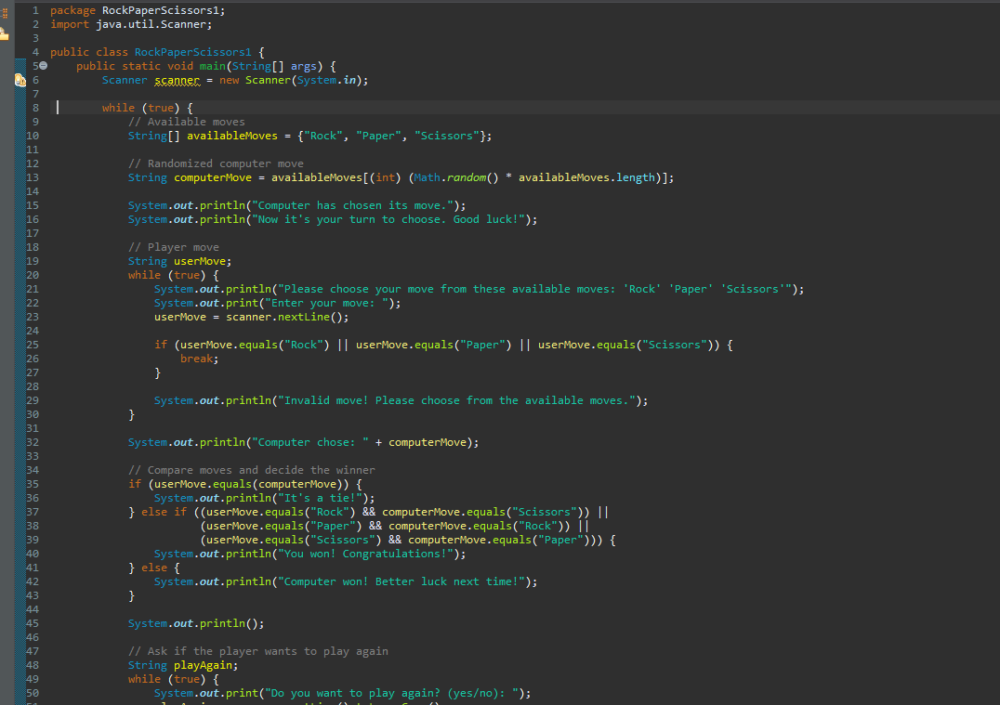 1 package RockPaperScissors1;
2 import java.util.Scanner;
3
4 public class RockPaperScissors1 {
5     public static void main(String[] args) {
6         Scanner scanner = new Scanner(System.in);
7
8         while (true) {
9             // Available moves
10             String[] availableMoves = {"Rock", "Paper", "Scissors"};
11
12             // Randomized computer move
13             String computerMove = availableMoves[(int) (Math.random() * availableMoves.length)];
14
15             System.out.println("Computer has chosen its move.");
16             System.out.println("Now it's your turn to choose. Good luck!");
17
18             // Player move
19             String userMove;
20             while (true) {
21                 System.out.println("Please choose your move from these available moves: 'Rock' 'Paper' 'Scissors'");
22                 System.out.print("Enter your move: ");
23                 userMove = scanner.nextLine();
24
25                 if (userMove.equals("Rock") || userMove.equals("Paper") || userMove.equals("Scissors")) {
26                     break;
27                 }
28
29                 System.out.println("Invalid move! Please choose from the available moves.");
30             }
31
32             System.out.println("Computer chose: " + computerMove);
33
34             // Compare moves and decide the winner
35             if (userMove.equals(computerMove)) {
36                 System.out.println("It's a tie!");
37             } else if ((userMove.equals("Rock") && computerMove.equals("Scissors")) ||
38                        (userMove.equals("Paper") && computerMove.equals("Rock")) ||
39                        (userMove.equals("Scissors") && computerMove.equals("Paper"))) {
40                 System.out.println("You won! Congratulations!");
41             } else {
42                 System.out.println("Computer won! Better luck next time!");
43             }
44
45             System.out.println();
46
47             // Ask if the player wants to play again
48             String playAgain;
49             while (true) {
50                 System.out.print("Do you want to play again? (yes/no): ");